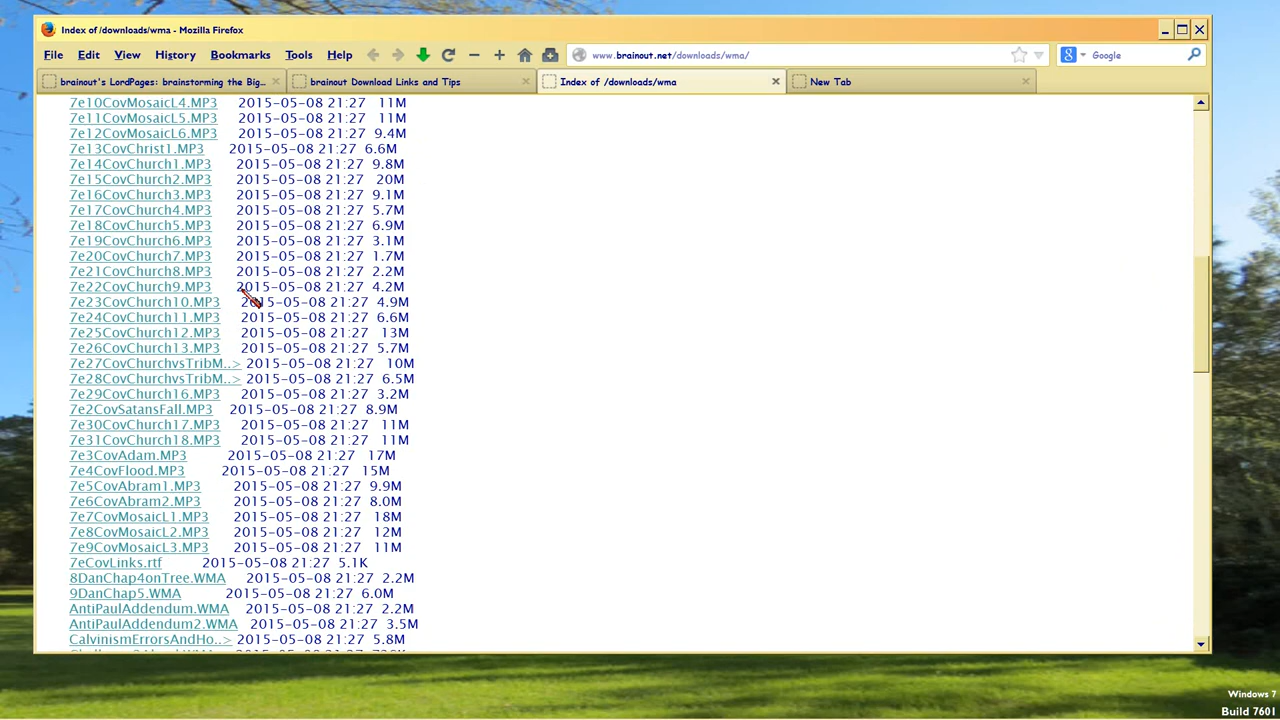 Index of /downloads/wma - Mozilla Firefox
File Edit View History Bookmarks Tools Help
www.brainout.net/downloads/wma/
Google
brainout's LordPages: brainstorming the Big...
brainout Download Links and Tips
Index of /downloads/wma
New Tab
7e10CovMosaicL4.MP3 2015-05-08 21:27 11M
7e11CovMosaicL5.MP3 2015-05-08 21:27 11M
7e12CovMosaicL6.MP3 2015-05-08 21:27 9.4M
7e13CovChrist1.MP3 2015-05-08 21:27 6.6M
7e14CovChurch1.MP3 2015-05-08 21:27 9.8M
7e15CovChurch2.MP3 2015-05-08 21:27 20M
7e16CovChurch3.MP3 2015-05-08 21:27 9.1M
7e17CovChurch4.MP3 2015-05-08 21:27 5.7M
7e18CovChurch5.MP3 2015-05-08 21:27 6.9M
7e19CovChurch6.MP3 2015-05-08 21:27 3.1M
7e20CovChurch7.MP3 2015-05-08 21:27 1.7M
7e21CovChurch8.MP3 2015-05-08 21:27 2.2M
7e22CovChurch9.MP3 2015-05-08 21:27 4.2M
7e23CovChurch10.MP3 2015-05-08 21:27 4.9M
7e24CovChurch11.MP3 2015-05-08 21:27 6.6M
7e25CovChurch12.MP3 2015-05-08 21:27 13M
7e26CovChurch13.MP3 2015-05-08 21:27 5.7M
7e27CovChurchvsTribM..> 2015-05-08 21:27 10M
7e28CovChurchvsTribM..> 2015-05-08 21:27 6.5M
7e29CovChurch16.MP3 2015-05-08 21:27 3.2M
7e2CovSatansFall.MP3 2015-05-08 21:27 8.9M
7e30CovChurch17.MP3 2015-05-08 21:27 11M
7e31CovChurch18.MP3 2015-05-08 21:27 11M
7e3CovAdam.MP3 2015-05-08 21:27 17M
7e4CovFlood.MP3 2015-05-08 21:27 15M
7e5CovAbram1.MP3 2015-05-08 21:27 9.9M
7e6CovAbram2.MP3 2015-05-08 21:27 8.0M
7e7CovMosaicL1.MP3 2015-05-08 21:27 18M
7e8CovMosaicL2.MP3 2015-05-08 21:27 12M
7e9CovMosaicL3.MP3 2015-05-08 21:27 11M
7eCovLinks.rtf 2015-05-08 21:27 5.1K
8DanChap4onTree.WMA 2015-05-08 21:27 2.2M
9DanChap5.WMA 2015-05-08 21:27 6.0M
AntiPaulAddendum.WMA 2015-05-08 21:27 2.2M
AntiPaulAddendum2.WMA 2015-05-08 21:27 3.5M
CalvinismErrorsAndHo..> 2015-05-08 21:27 5.8M
Windows 7
Build 7601